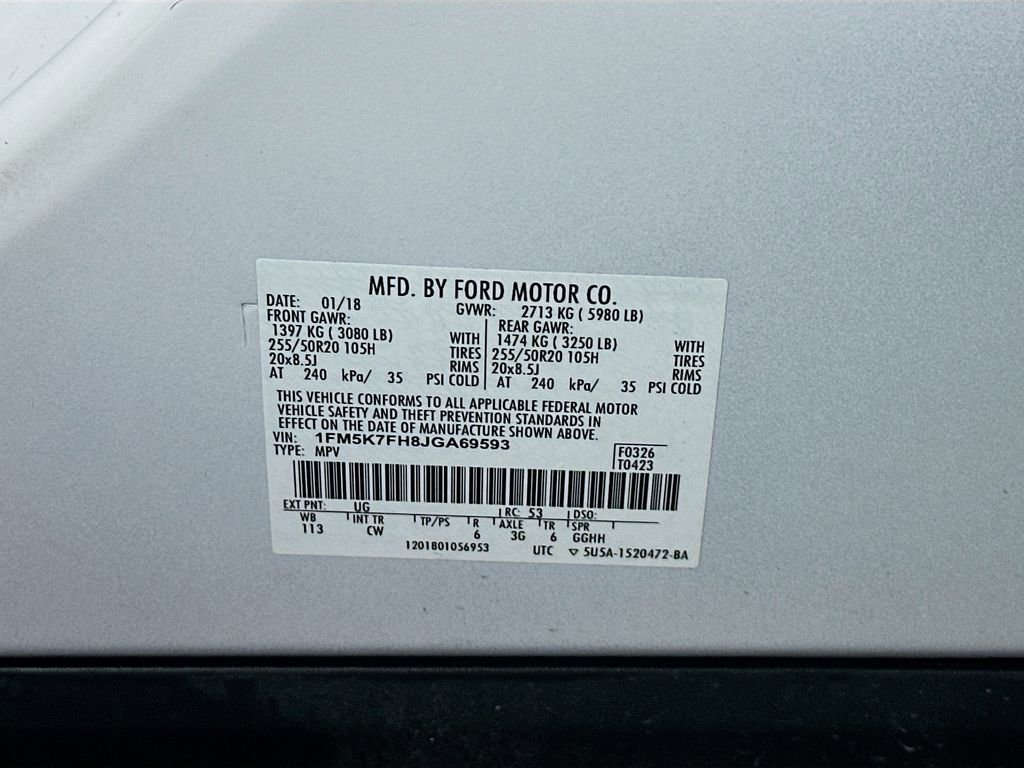 MFD. BY FORD MOTOR CO.
DATE: 01/18 GVWR: 2713 KG ( 5980 LB)
FRONT GAWR: REAR GAWR:
1397 KG ( 3080 LB) WITH 1474 KG ( 3250 LB) WITH
255/50R20 105H TIRES 255/50R20 105H TIRES
20x8.5J RIMS 20x8.5J RIMS
AT 240 kPa/ 35 PSI COLD AT 240 kPa/ 35 PSI COLD
THIS VEHICLE CONFORMS TO ALL APPLICABLE FEDERAL MOTOR
VEHICLE SAFETY AND THEFT PREVENTION STANDARDS IN
EFFECT ON THE DATE OF MANUFACTURE SHOWN ABOVE.
VIN: 1FM5K7FH8JGA69593
TYPE: MPV
F0326
T0423
EXT PNT: UG RC: 53 DSO:
WB INT TR TP/PS R AXLE TR SPR
113 CW 6 3G 6 GGHH
1201801056953 UTC ▽ 5U5A-1520472-BA